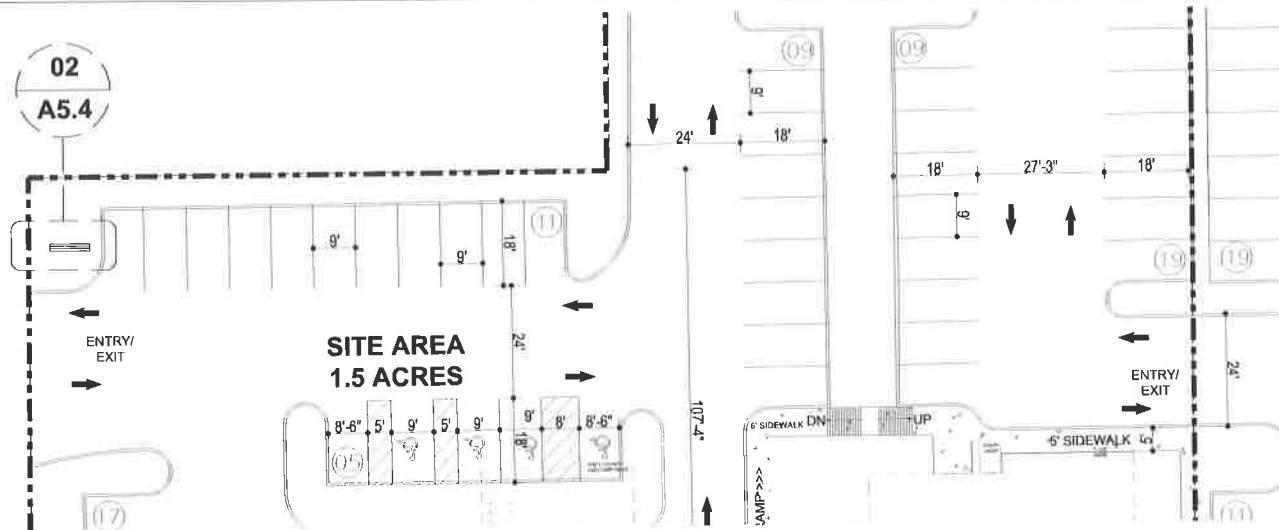 02
A5.4
09
09
9'
24'
18'
18'
27'-3"
18'
9'
11
9'
9'
18'
19
19
ENTRY/
EXIT
SITE AREA
1.5 ACRES
24'
ENTRY/
EXIT
24'
8'-6"
5'
9'
5'
9'
9'
8'
8'-6"
18'
05
107'-4"
6' SIDEWALK
DN
UP
6' SIDEWALK
5'
AMP>>>
17
11